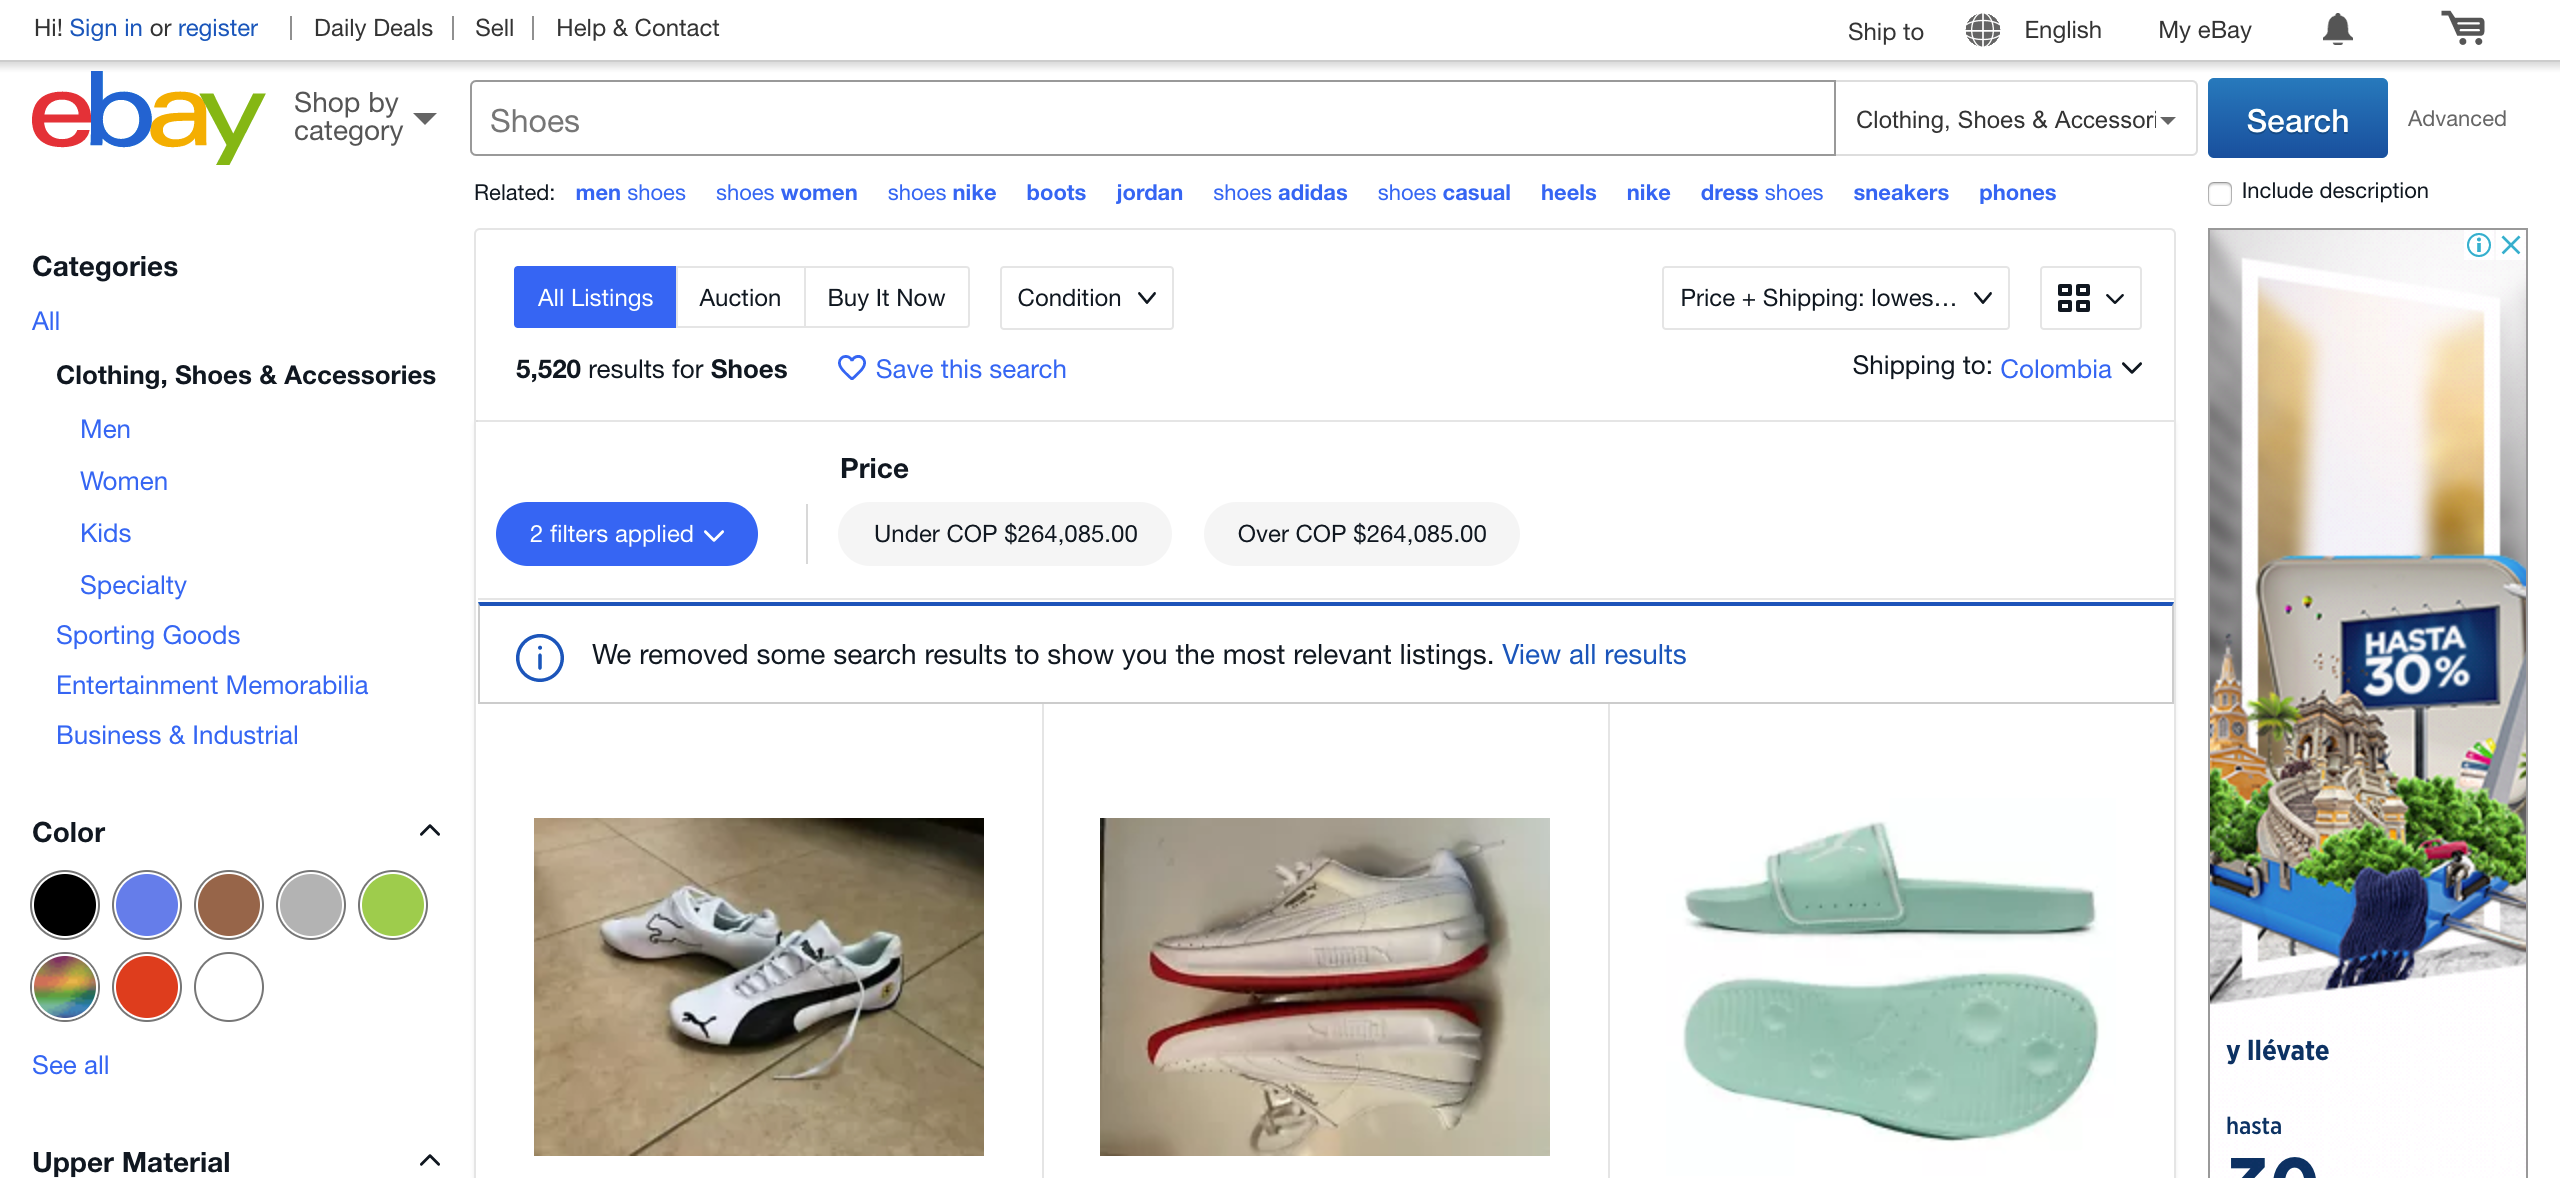 Hi! Sign in or register
Daily Deals
Sell
Help & Contact
Ship to
English
My eBay
ebay
Shop by
category
Shoes
Clothing, Shoes & Accessori
Search
Advanced
Related: men shoes shoes women shoes nike boots jordan shoes adidas shoes casual heels nike dress shoes sneakers phones
Include description
Categories
All
Clothing, Shoes & Accessories
Men
Women
Kids
Specialty
Sporting Goods
Entertainment Memorabilia
Business & Industrial
Color
See all
Upper Material
All Listings
Auction
Buy It Now
Condition
Price + Shipping: lowes...
5,520 results for Shoes
Save this search
Shipping to: Colombia
Price
2 filters applied
Under COP $264,085.00
Over COP $264,085.00
We removed some search results to show you the most relevant listings. View all results
HASTA
30%
y llévate
hasta
30